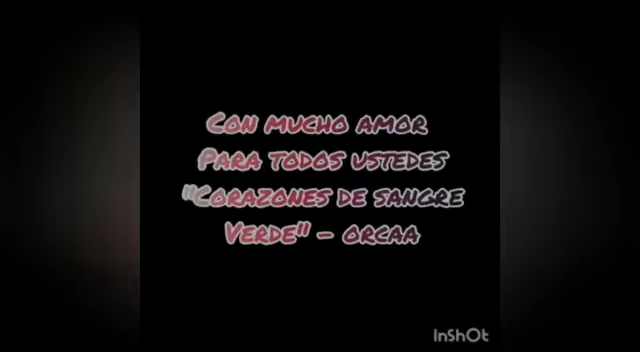 Con mucho amor
Para todos ustedes
"Corazones de sangre
Verde" - orcaa
InShOt